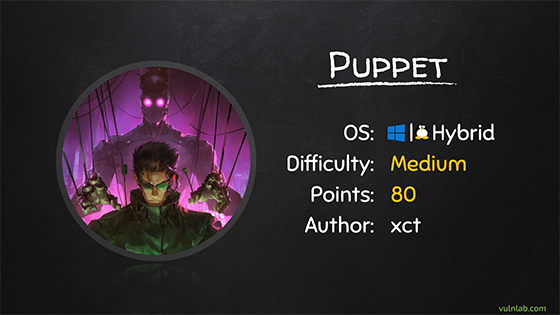 PUPPET
OS: | Hybrid
Difficulty: Medium
Points: 80
Author: xct
vulnlab.com